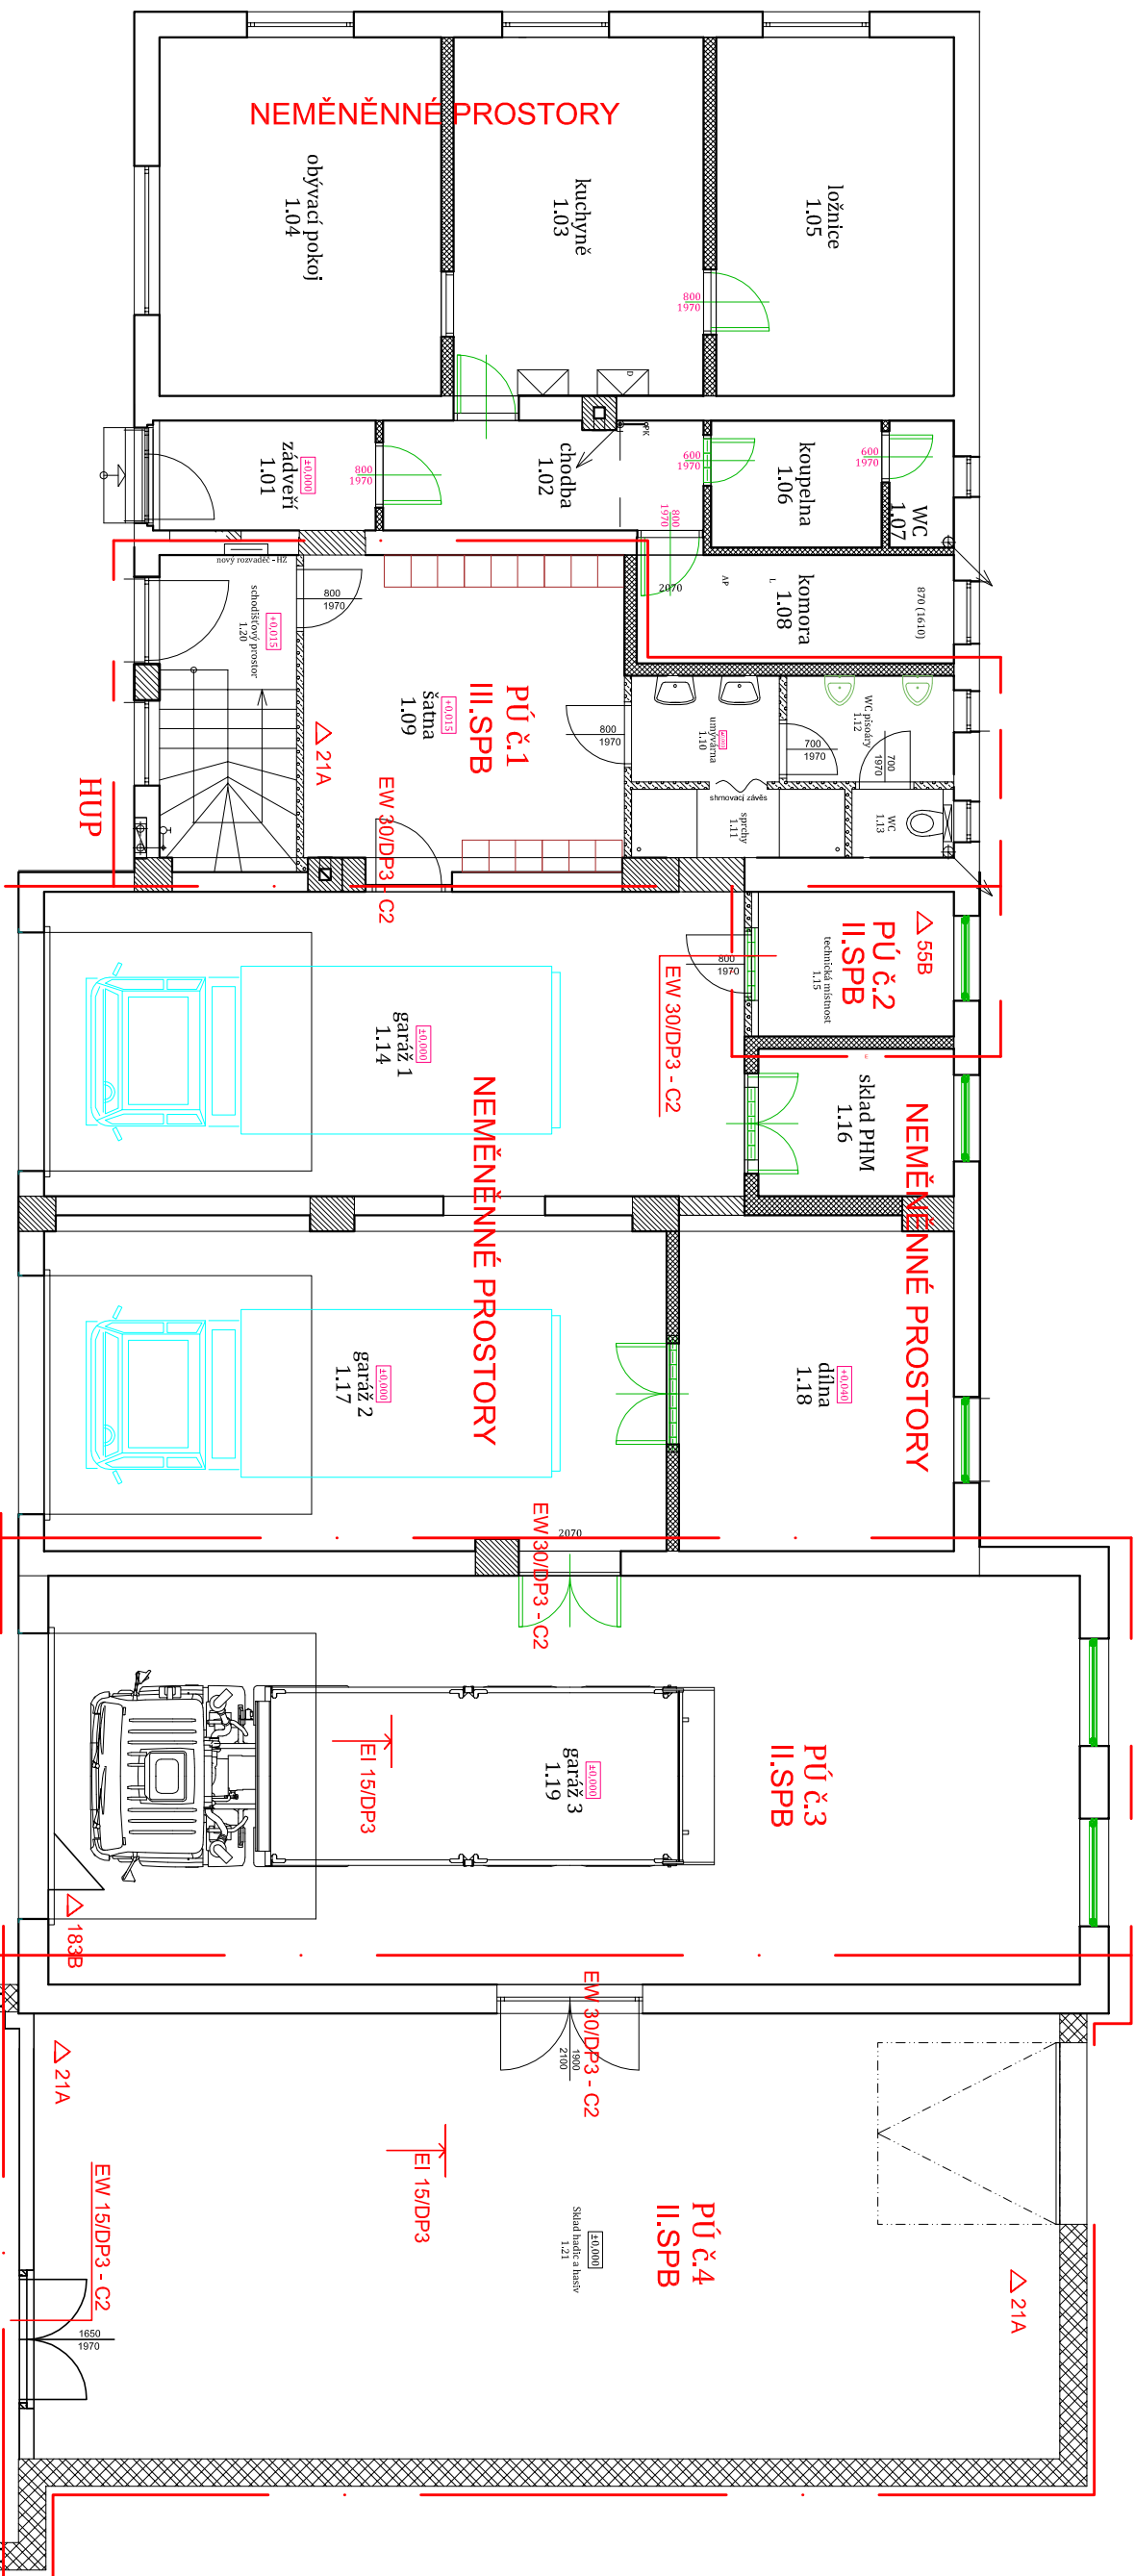 NEMĚNĚNNÉ PROSTORY
obývací pokoj
1.04
kuchyně
1.03
ložnice
1.05
800
1970
D
PK
zádveří
1.01
±0,000
800
1970
chodba
1.02
600
1970
koupelna
1.06
600
1970
WC
1.07
800
1970
nový rozvaděč - HZ
2070
AP
L
komora
1.08
870 (1610)
schodišťový prostor
1.20
+0,015
800
1970
PÚ č.1
III.SPB
šatna
1.09
+0,015
21A
800
1970
umývárna
1.10
WC pisoáry
1.12
700
1970
700
1970
shrnovací závěs
sprchy
1.11
WC
1.13
HUP
EW 30/DP3 - C2
PÚ č.2
II.SPB
technická místnost
1.15
55B
800
1970
EW 30/DP3 - C2
garáž 1
1.14
±0,000
sklad PHM
1.16
NEMĚNĚNNÉ PROSTORY
NEMĚNĚNNÉ PROSTORY
garáž 2
1.17
±0,000
dílna
1.18
+0,040
EW 30/DP3 - C2
2070
EI 15/DP3
garáž 3
1.19
±0,000
PÚ č.3
II.SPB
183B
EW 30/DP3 - C2
1900
2100
21A
EI 15/DP3
EW 15/DP3 - C2
Sklad hadic a hasiv
1.21
±0,000
PÚ č.4
II.SPB
21A
1650
1970